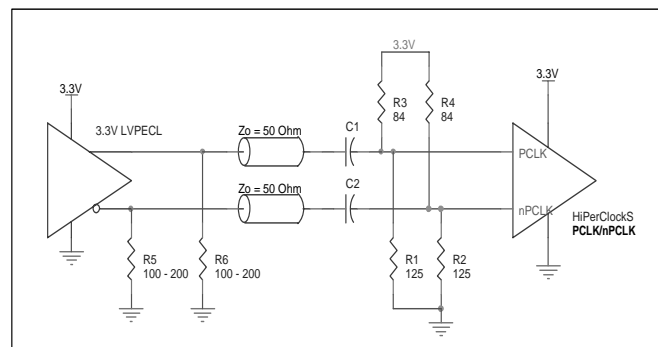 3.3V
3.3V
3.3V LVPECL
Zo = 50 Ohm
C1
R3
84
R4
84
3.3V
PCLK
Zo = 50 Ohm
C2
nPCLK
HiPerClockS
PCLK/nPCLK
R5
100 - 200
R6
100 - 200
R1
125
R2
125